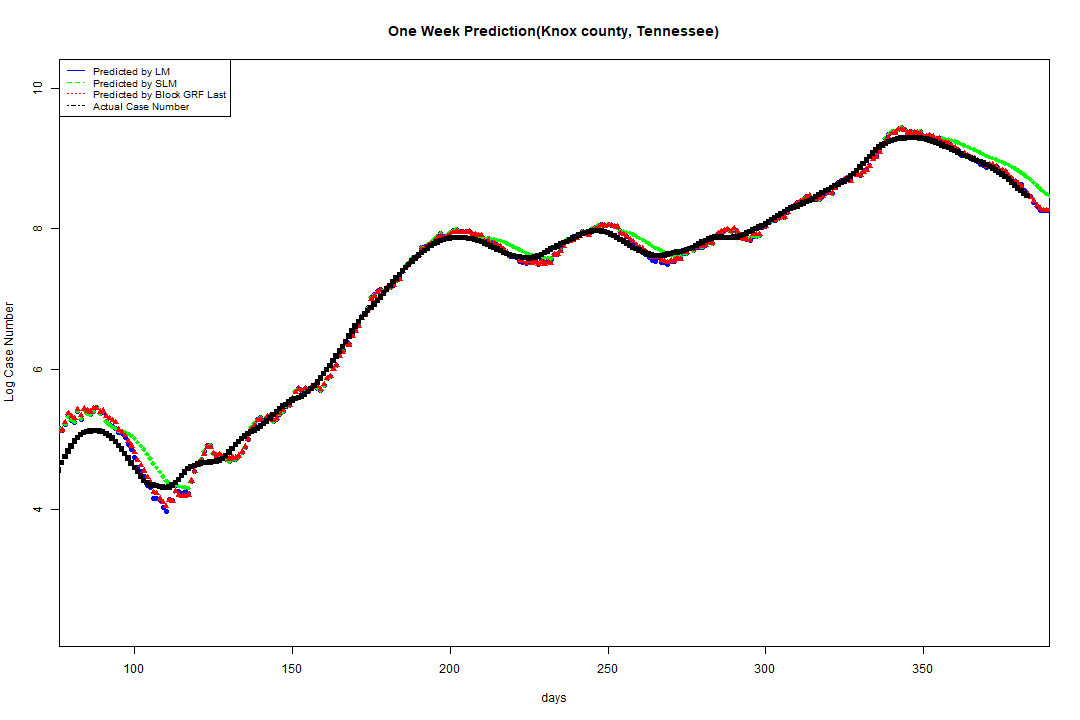 One Week Prediction(Knox county, Tennessee)
Predicted by LM
Predicted by SLM
Predicted by Block GRF Last
Actual Case Number
10
8
6
4
Log Case Number
100 150 200 250 300 350
days